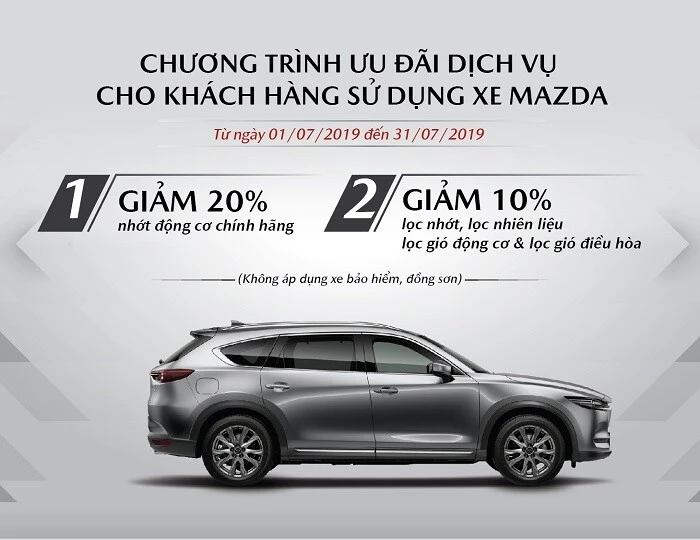 CHƯƠNG TRÌNH ƯU ĐÃI DỊCH VỤ
CHO KHÁCH HÀNG SỬ DỤNG XE MAZDA
Từ ngày 01/07/2019 đến 31/07/2019
1 GIẢM 20%
nhớt động cơ chính hãng
2 GIẢM 10%
lọc nhớt, lọc nhiên liệu
lọc gió động cơ & lọc gió điều hòa
(Không áp dụng xe bảo hiểm, đồng sơn)